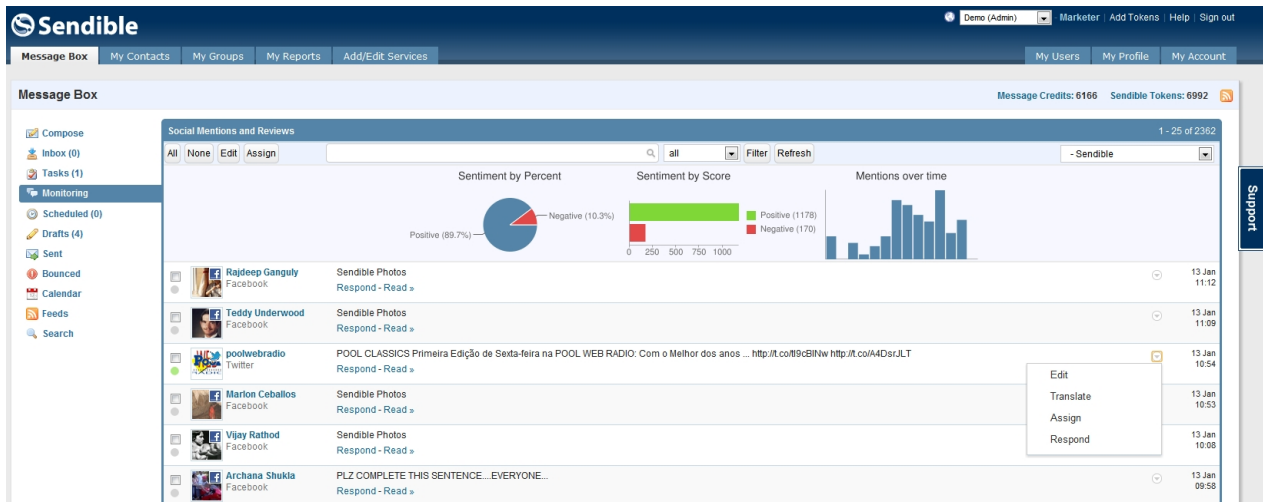 Sendible
Demo (Admin) Marketer | Add Tokens | Help | Sign out
Message Box My Contacts My Groups My Reports Add/Edit Services My Users My Profile My Account
Message Box
Message Credits: 6166 Sendible Tokens: 6992
Compose
Inbox (0)
Tasks (1)
Monitoring
Scheduled (0)
Drafts (4)
Sent
Bounced
Calendar
Feeds
Search
Social Mentions and Reviews 1 - 25 of 2362
All None Edit Assign all Filter Refresh - Sendible
Sentiment by Percent
Negative (10.3%)
Positive (89.7%)
Sentiment by Score
Positive (1178)
Negative (170)
0 250 500 750 1000
Mentions over time
Rajdeep Ganguly Sendible Photos 13 Jan
Facebook Respond - Read » 11:12
Teddy Underwood Sendible Photos 13 Jan
Facebook Respond - Read » 11:09
poolwebradio POOL CLASSICS Primeira Edição de Sexta-feira na POOL WEB RADIO: Com o Melhor dos anos ... http://t.co/tl9cBlNw http://t.co/A4DsrJLT 13 Jan
Twitter Respond - Read » 10:54
Edit
Translate
Assign
Respond
Marlon Ceballos Sendible Photos 13 Jan
Facebook Respond - Read » 10:53
Vijay Rathod Sendible Photos 13 Jan
Facebook Respond - Read » 10:08
Archana Shukla PLZ COMPLETE THIS SENTENCE....EVERYONE... 13 Jan
Facebook Respond - Read » 09:58
Support